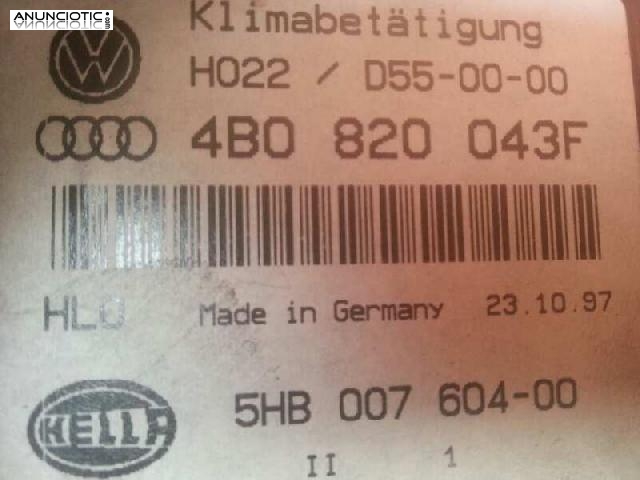 ANUNCIOTIC
Klimabetätigung
H022 / D55-00-00
4B0 820 043F
HLO Made in Germany 23.10.97
HELLA 5HB 007 604-00
II 1